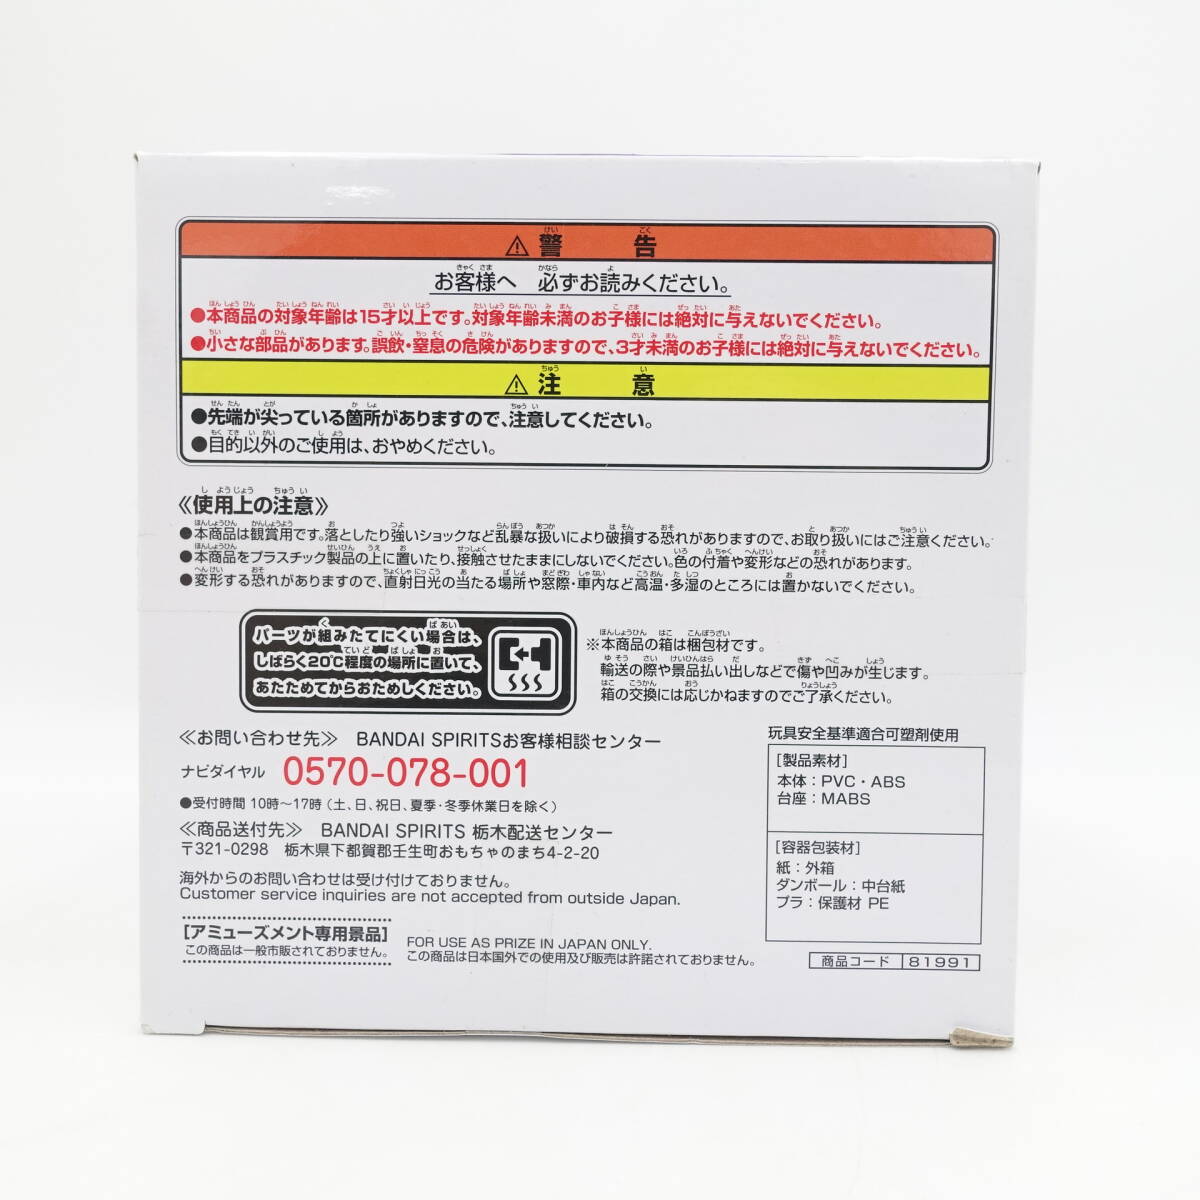 ⚠警告
お客様へ 必ずお読みください。
●本商品の対象年齢は15才以上です。対象年齢未満のお子様には絶対に与えないでください。
●小さな部品があります。誤飲・窒息の危険がありますので、3才未満のお子様には絶対に与えないでください。
⚠注意
●先端が尖っている箇所がありますので、注意してください。
●目的以外のご使用は、おやめください。
《使用上の注意》
●本商品は観賞用です。落としたり強いショックなど乱暴な扱いにより破損する恐れがありますので、お取り扱いにはご注意ください。
●本商品をプラスチック製品の上に置いたり、接触させたままにしないでください。色の付着や変形などの恐れがあります。
●変形する恐れがありますので、直射日光の当たる場所や窓際・車内など高温・多湿のところには置かないでください。
パーツが組みたてにくい場合は、
しばらく20℃程度の場所に置いて、
あたためてからおためしください。
※本商品の箱は梱包材です。
輸送の際や景品払い出しなどで傷や凹みが生じます。
箱の交換には応じかねますのでご了承ください。
≪お問い合わせ先≫ BANDAI SPIRITSお客様相談センター
ナビダイヤル 0570-078-001
●受付時間 10時〜17時（土、日、祝日、夏季・冬季休業日を除く）
≪商品送付先≫ BANDAI SPIRITS 栃木配送センター
〒321-0298 栃木県下都賀郡壬生町おもちゃのまち4-2-20
海外からのお問い合わせは受け付けておりません。
Customer service inquiries are not accepted from outside Japan.
[アミューズメント専用景品]
この商品は一般市販されておりません。
FOR USE AS PRIZE IN JAPAN ONLY.
この商品は日本国外での使用及び販売は許諾されておりません。
玩具安全基準適合可塑剤使用
[製品素材]
本体：PVC・ABS
台座：MABS
[容器包装材]
紙：外箱
ダンボール：中台紙
プラ：保護材 PE
商品コード 81991